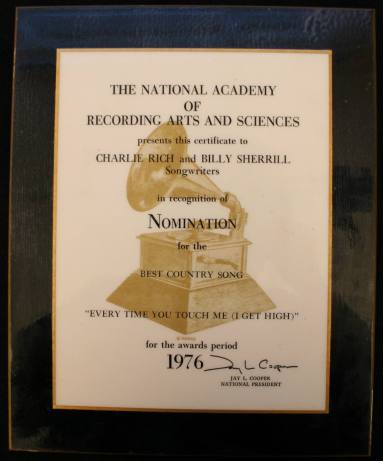 THE NATIONAL ACADEMY
OF
RECORDING ARTS AND SCIENCES
presents this certificate to
CHARLIE RICH and BILLY SHERRILL
Songwriters
in recognition of
NOMINATION
for the
BEST COUNTRY SONG
"EVERY TIME YOU TOUCH ME (I GET HIGH)"
for the awards period
1976 Jay L Cooper
JAY L. COOPER
NATIONAL PRESIDENT